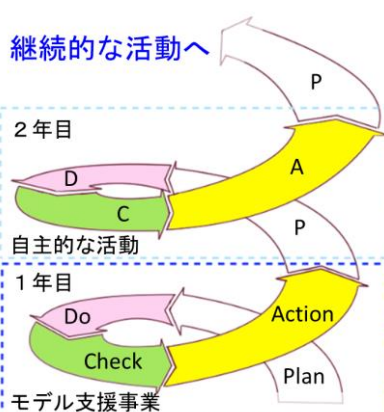 継続的な活動へ
P
２年目
D
A
C
P
自主的な活動
１年目
Do
Action
Check
Plan
モデル支援事業